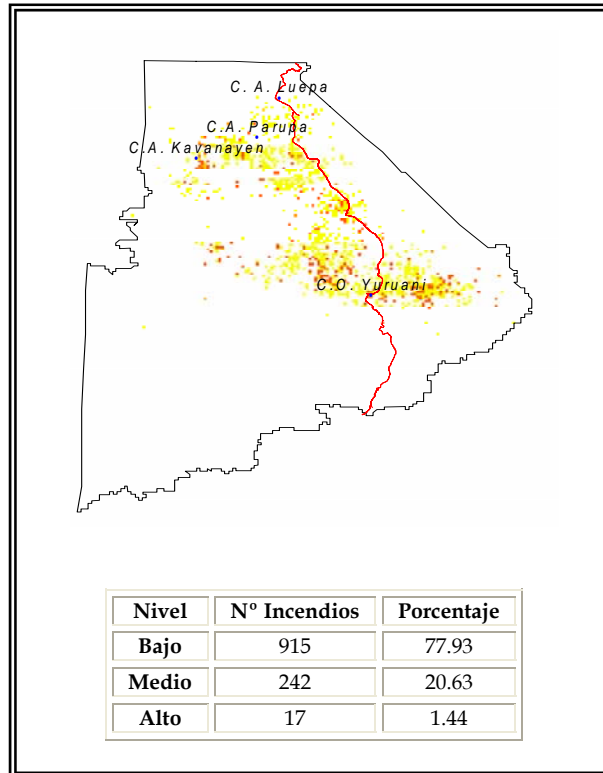 C. A. Luepa
C.A. Parupa
C.A. Kavanayen
C.O. Yuruani
Nivel Nº Incendios Porcentaje
Bajo 915 77.93
Medio 242 20.63
Alto 17 1.44